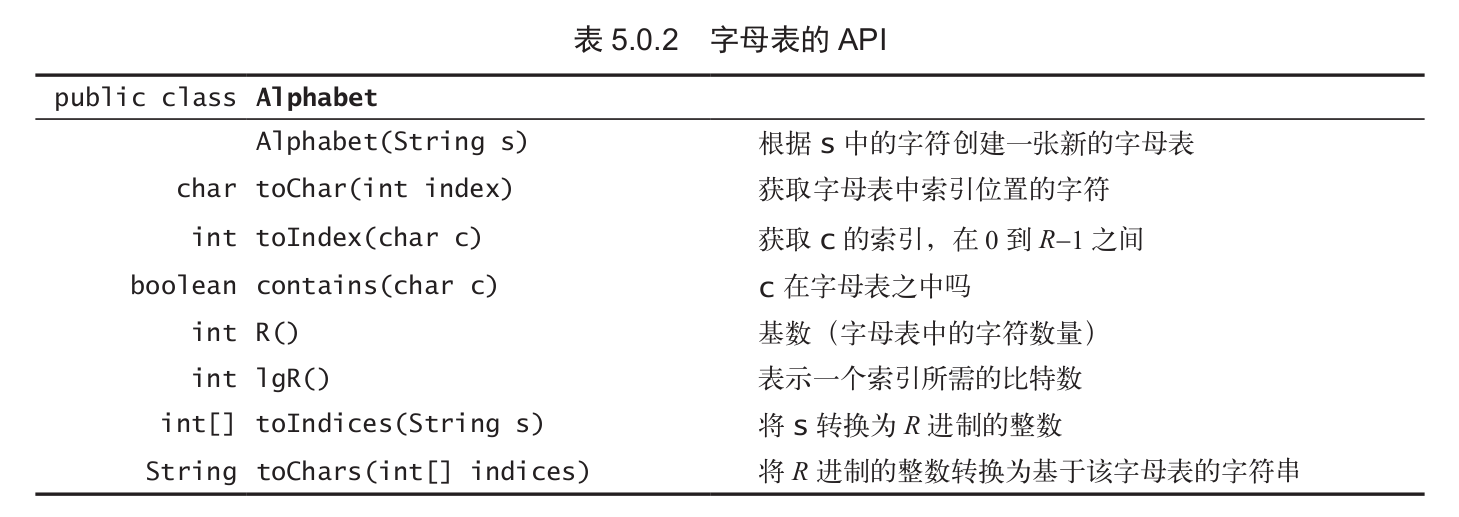 表 5.0.2 字母表的 API
public class Alphabet
Alphabet(String s) 根据 s 中的字符创建一张新的字母表
char toChar(int index) 获取字母表中索引位置的字符
int toIndex(char c) 获取 c 的索引，在 0 到 R–1 之间
boolean contains(char c) c 在字母表之中吗
int R() 基数（字母表中的字符数量）
int lgR() 表示一个索引所需的比特数
int[] toIndices(String s) 将 s 转换为 R 进制的整数
String toChars(int[] indices) 将 R 进制的整数转换为基于该字母表的字符串